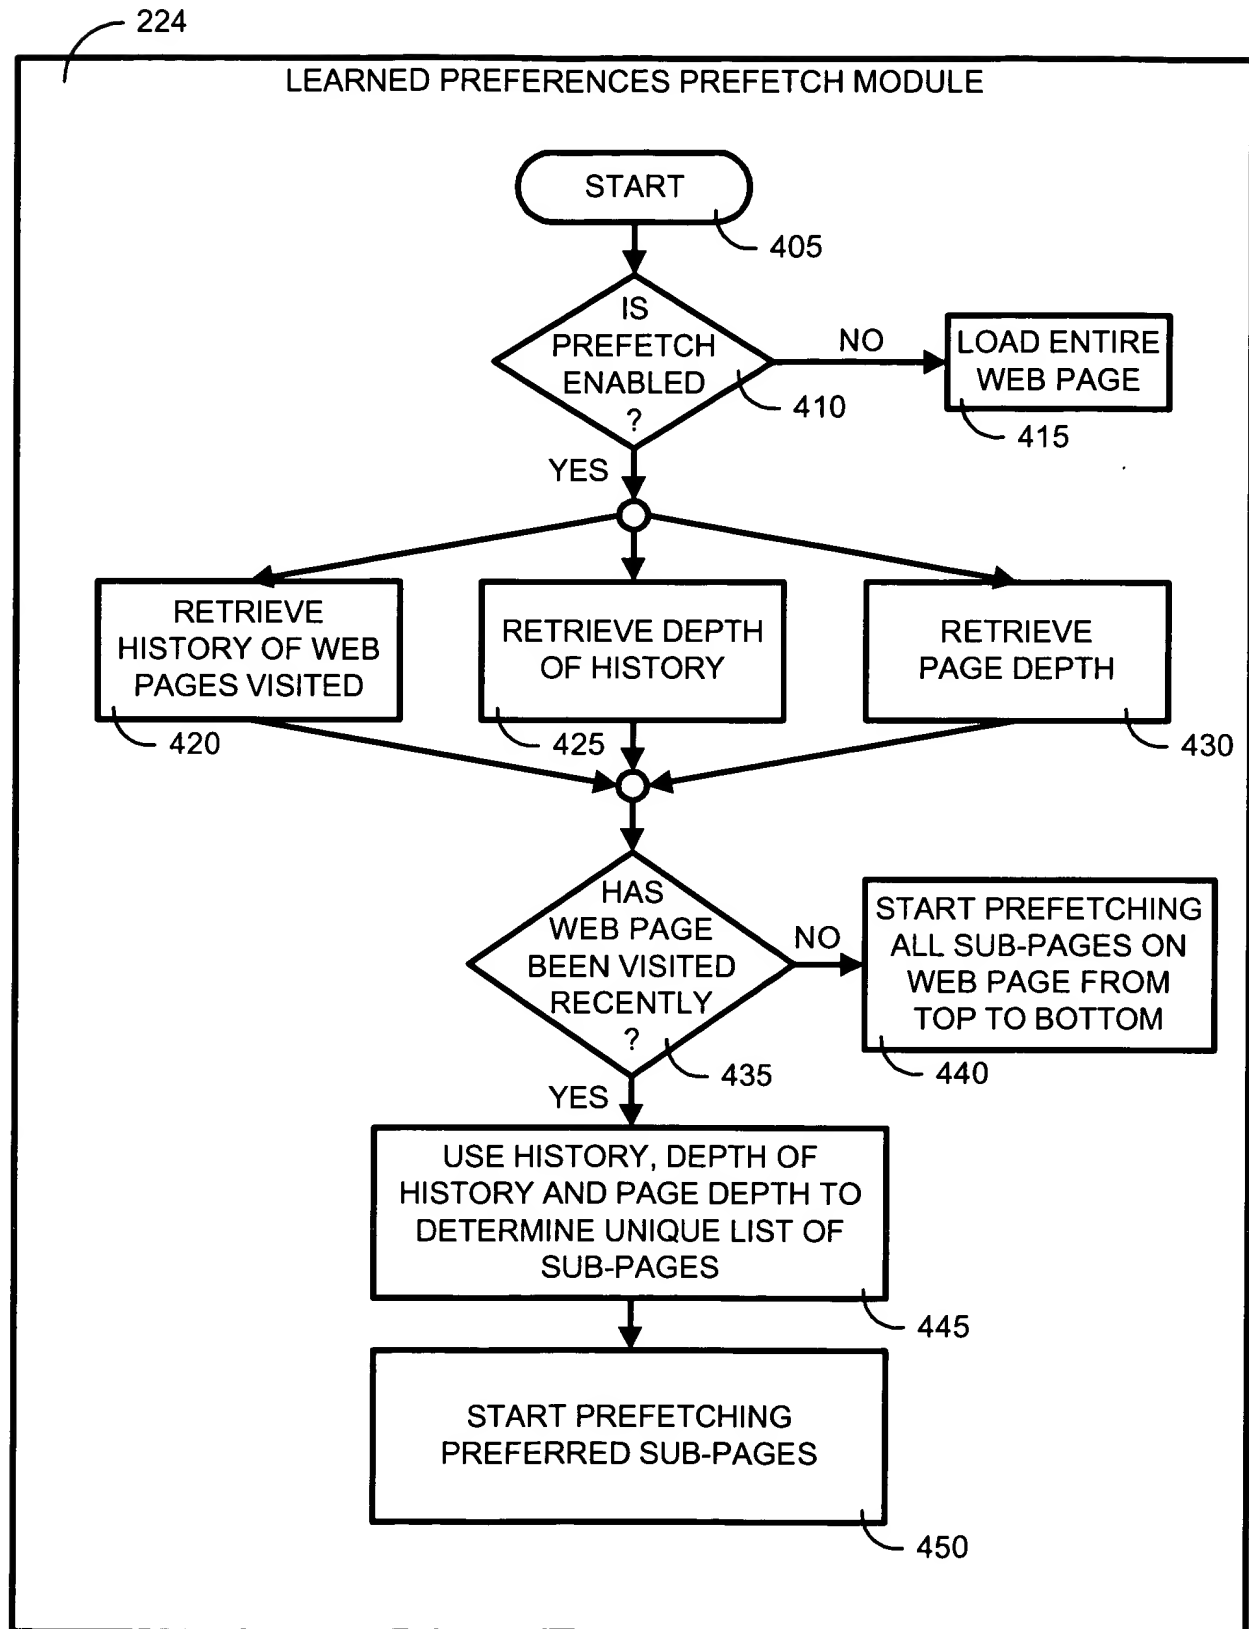 224
LEARNED PREFERENCES PREFETCH MODULE
START
405
IS
PREFETCH
ENABLED
?
410
NO
LOAD ENTIRE
WEB PAGE
415
YES
RETRIEVE
HISTORY OF WEB
PAGES VISITED
420
RETRIEVE DEPTH
OF HISTORY
425
RETRIEVE
PAGE DEPTH
430
HAS
WEB PAGE
BEEN VISITED
RECENTLY
?
435
NO
START PREFETCHING
ALL SUB-PAGES ON
WEB PAGE FROM
TOP TO BOTTOM
440
YES
USE HISTORY, DEPTH OF
HISTORY AND PAGE DEPTH TO
DETERMINE UNIQUE LIST OF
SUB-PAGES
445
START PREFETCHING
PREFERRED SUB-PAGES
450